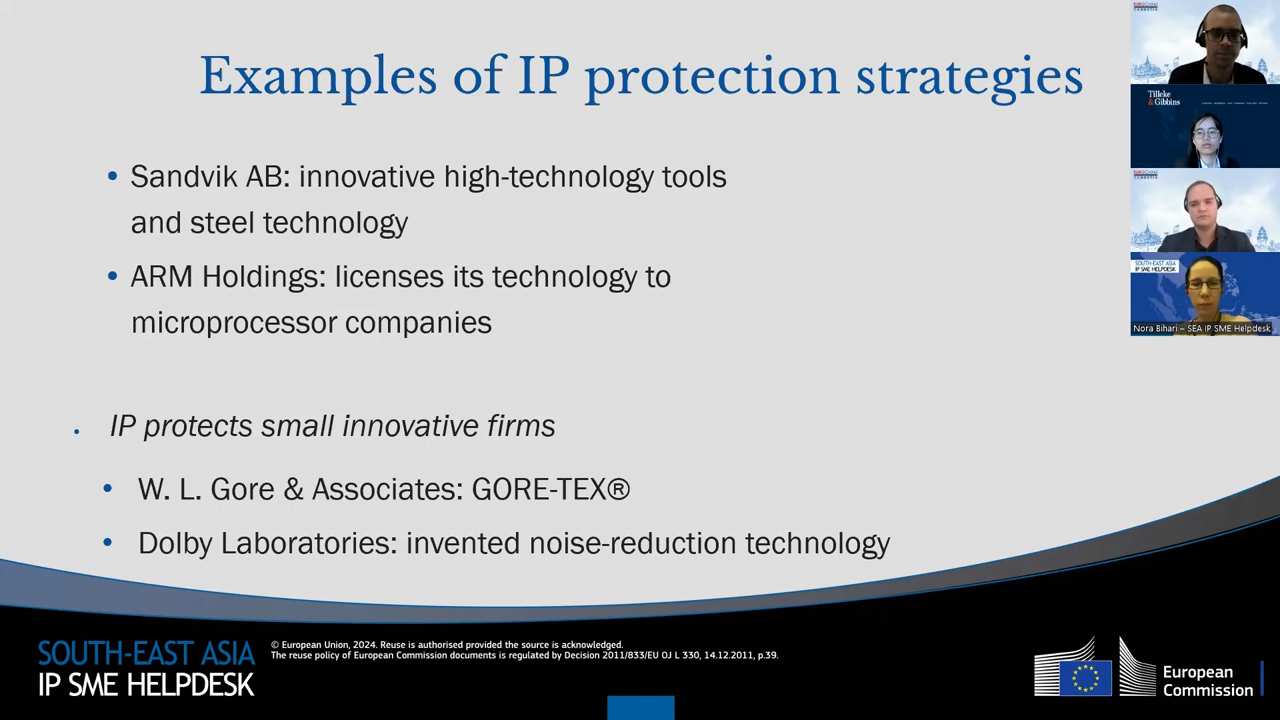 Examples of IP protection strategies
• Sandvik AB: innovative high-technology tools
and steel technology
• ARM Holdings: licenses its technology to
microprocessor companies
• IP protects small innovative firms
• W. L. Gore & Associates: GORE-TEX®
• Dolby Laboratories: invented noise-reduction technology
SOUTH-EAST ASIA
IP SME HELPDESK
© European Union, 2024. Reuse is authorised provided the source is acknowledged.
The reuse policy of European Commission documents is regulated by Decision 2011/833/EU OJ L 330, 14.12.2011, p.39.
European
Commission
Tilleke
& Gibbins
SOUTH-EAST ASIA
IP SME HELPDESK
Nora Bihari – SEA IP SME Helpdesk